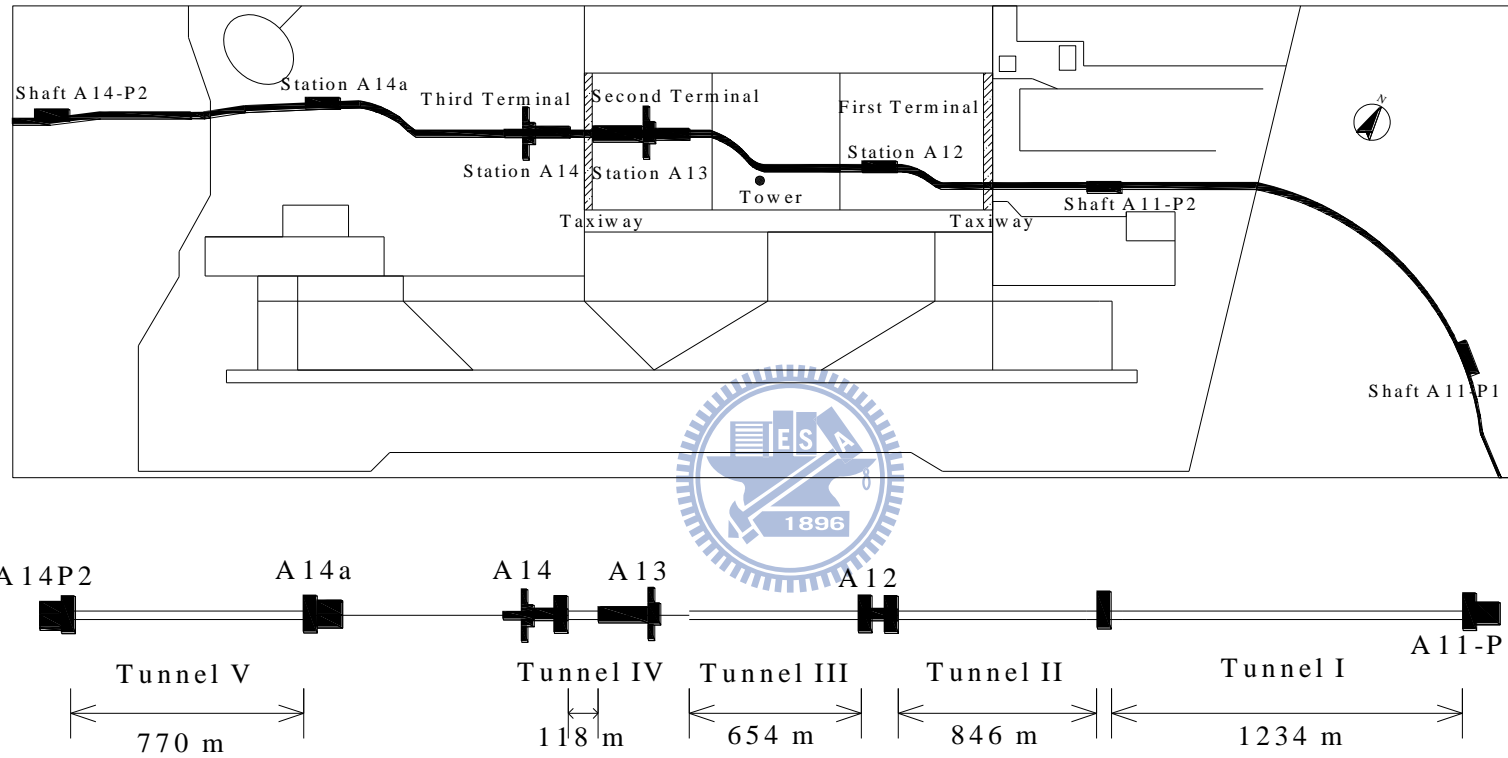 N
Shaft A14-P2
Station A14a
Third Terminal
Second Terminal
First Terminal
Station A14
Station A13
Station A12
Tower
Shaft A11-P2
Taxiway
Taxiway
Shaft A11-P1
E S A
1896
A14P2
A14a
A14
A13
A12
A11-P
Tunnel V
Tunnel IV
Tunnel III
Tunnel II
Tunnel I
770 m
118 m
654 m
846 m
1234 m